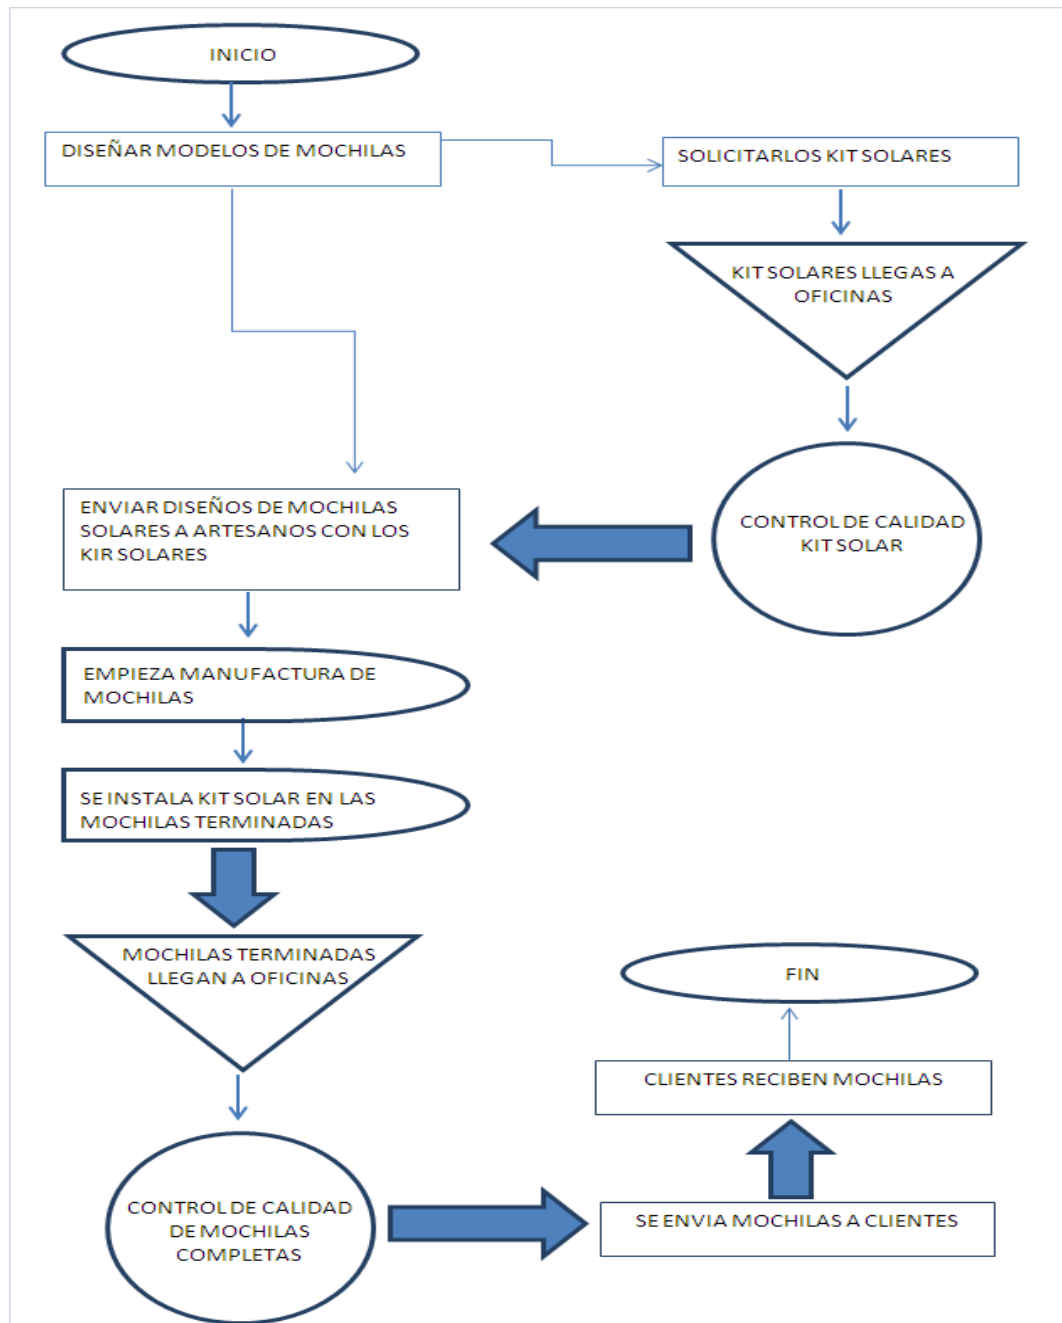 INICIO
DISEÑAR MODELOS DE MOCHILAS
SOLICITARLOS KIT SOLARES
KIT SOLARES LLEGAS A
OFICINAS
CONTROL DE CALIDAD
KIT SOLAR
ENVIAR DISEÑOS DE MOCHILAS
SOLARES A ARTESANOS CON LOS
KIR SOLARES
EMPIEZA MANUFACTURA DE
MOCHILAS
SE INSTALA KIT SOLAR EN LAS
MOCHILAS TERMINADAS
MOCHILAS TERMINADAS
LLEGAN A OFICINAS
CONTROL DE CALIDAD
DE MOCHILAS
COMPLETAS
SE ENVIA MOCHILAS A CLIENTES
CLIENTES RECIBEN MOCHILAS
FIN